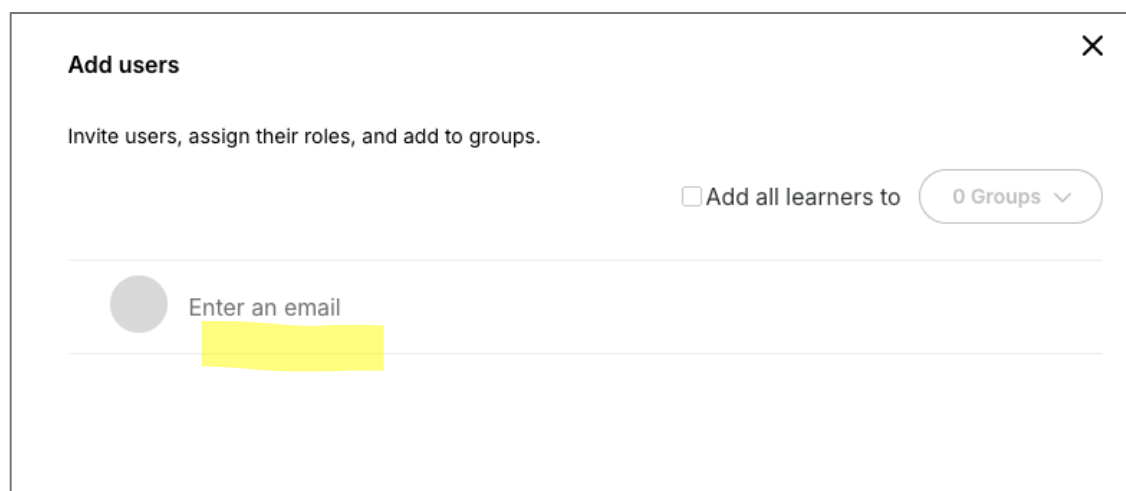 Add users
Invite users, assign their roles, and add to groups.
Add all learners to
0 Groups
Enter an email